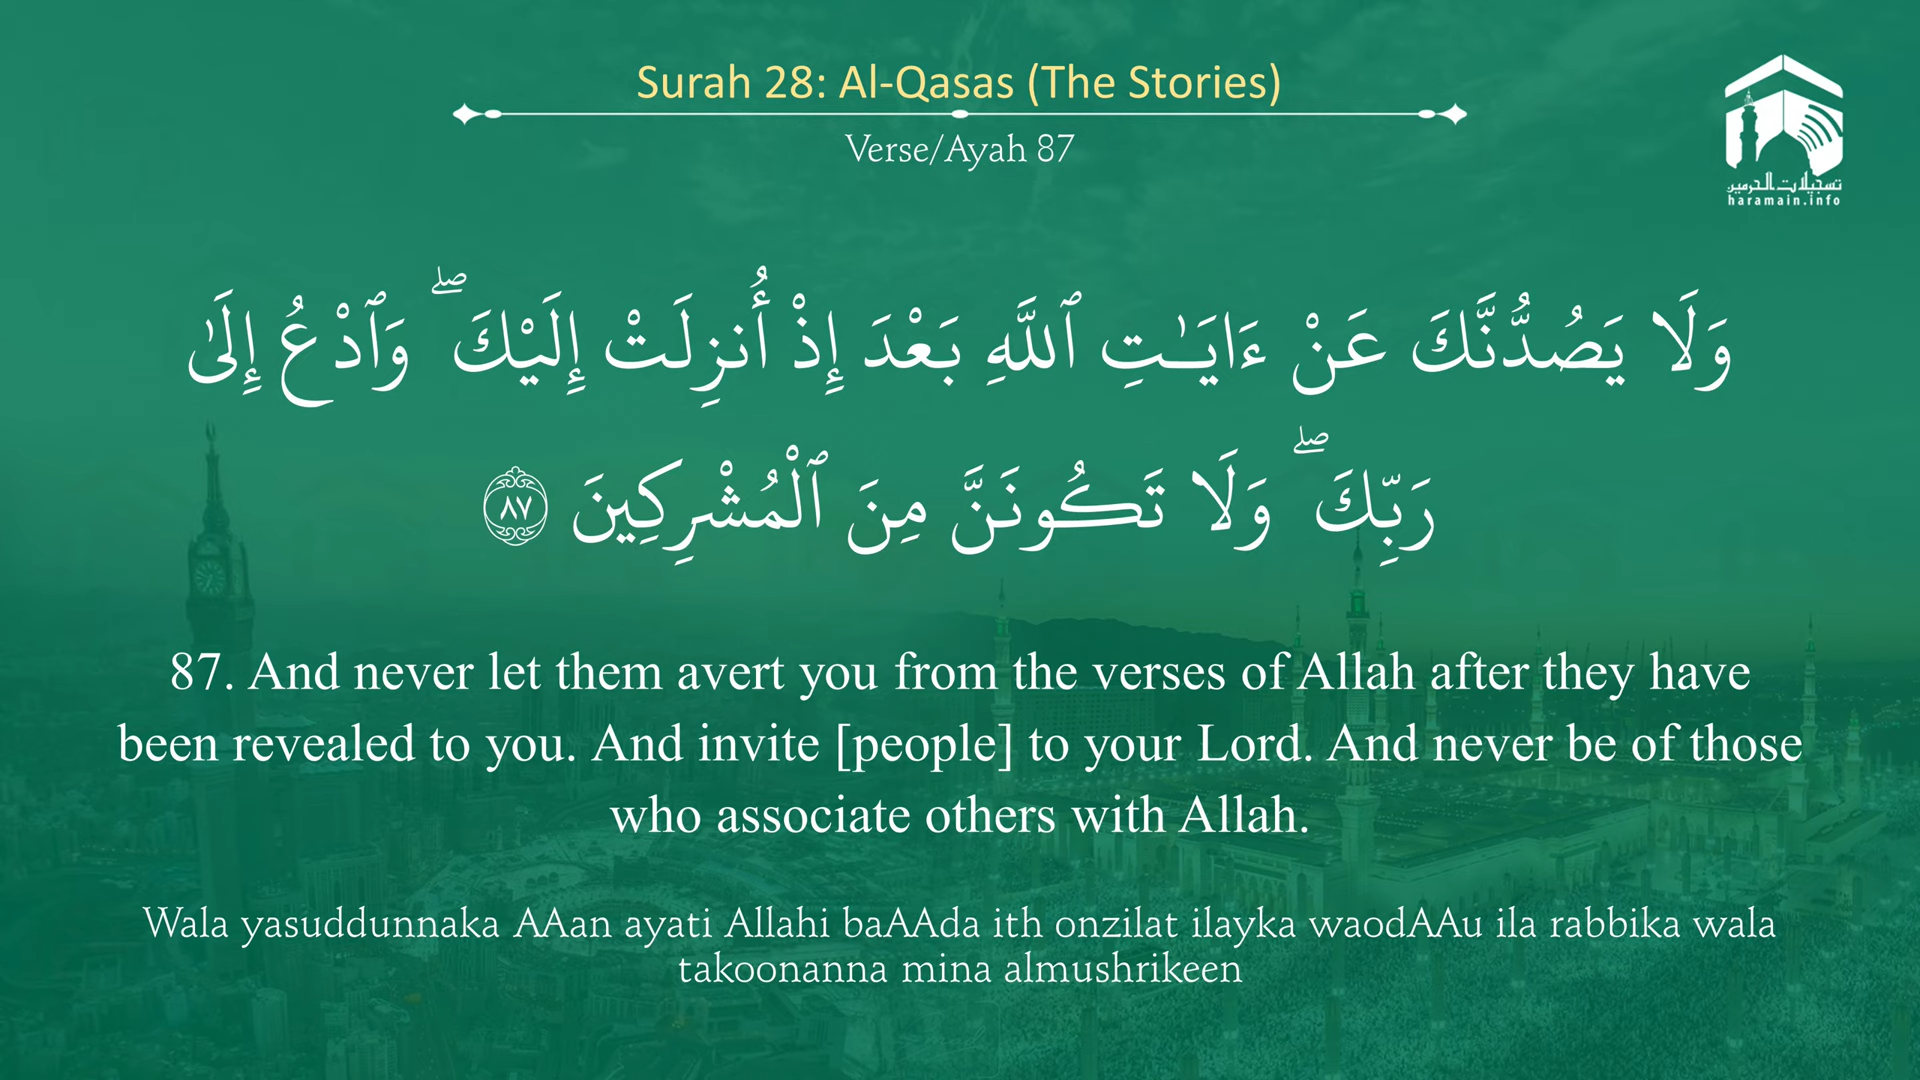 Surah 28: Al-Qasas (The Stories)
Verse/Ayah 87
تسجيلات الحرمين
haramain.info
وَلَا يَصُدُّنَّكَ عَنْ ءَايَـٰتِ ٱللَّهِ بَعْدَ إِذْ أُنزِلَتْ إِلَيْكَ ۖ وَٱدْعُ إِلَىٰ
رَبِّكَ ۖ وَلَا تَكُونَنَّ مِنَ ٱلْمُشْرِكِينَ ٨٧
87. And never let them avert you from the verses of Allah after they have
been revealed to you. And invite [people] to your Lord. And never be of those
who associate others with Allah.
Wala yasuddunnaka AAan ayati Allahi baAAda ith onzilat ilayka waodAAu ila rabbika wala
takoonanna mina almushrikeen